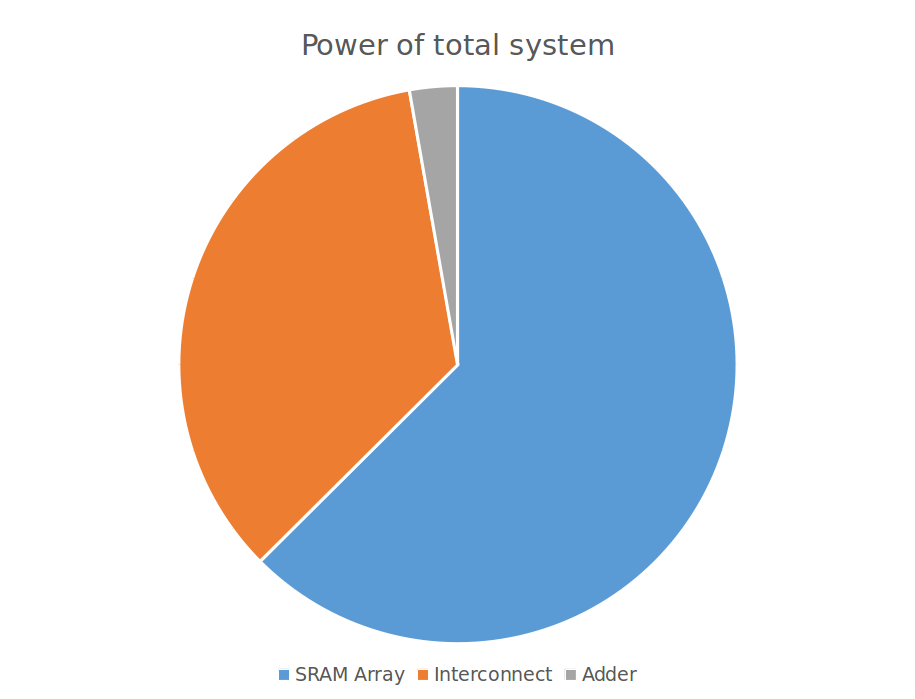 Power of total system
SRAM Array Interconnect Adder